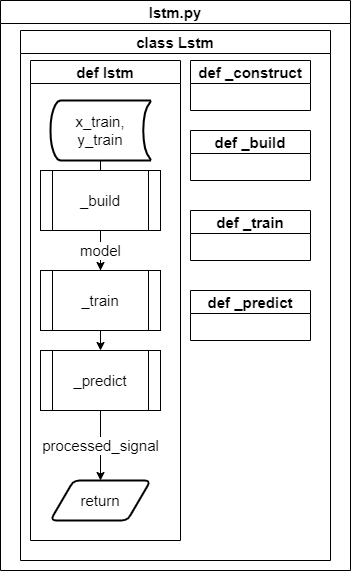 lstm.py
class Lstm
def lstm
x_train,
y_train
_build
model
_train
_predict
processed_signal
return
def _construct
def _build
def _train
def _predict